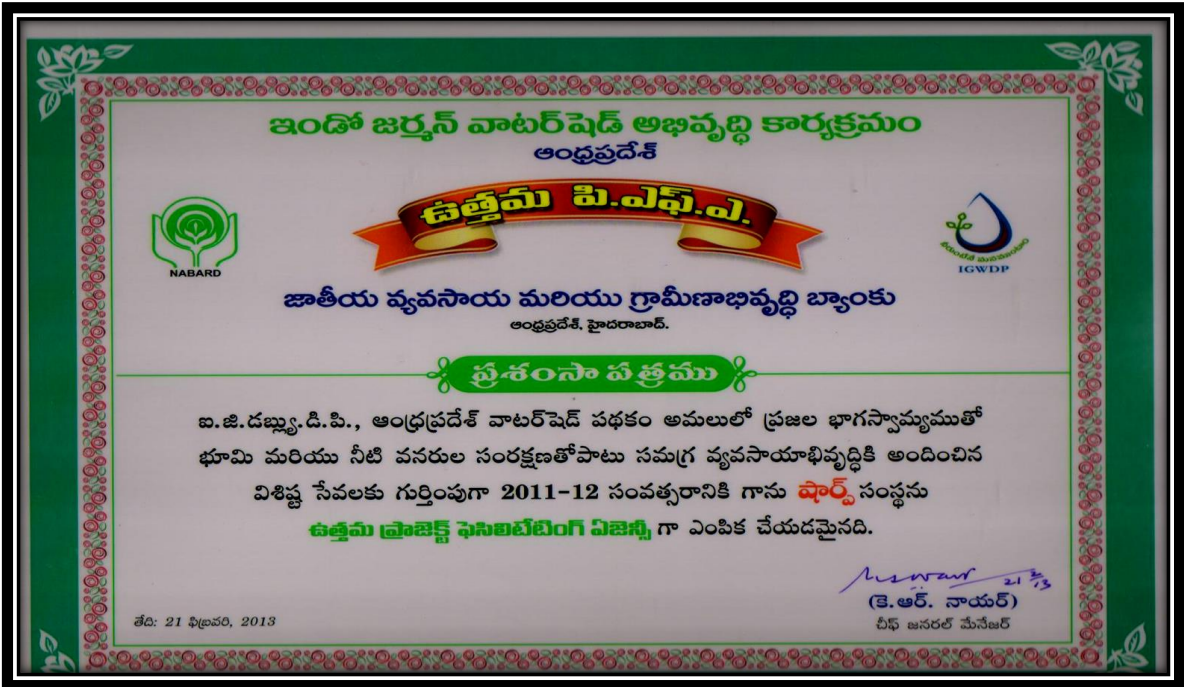 ఇండో జర్మన్ వాటర్‌షెడ్ అభివృద్ధి కార్యక్రమం
ఆంధ్రప్రదేశ్
ఉత్తమ పి.ఎఫ్.ఎ.
NABARD
IGWDP
జాతీయ వ్యవసాయ మరియు గ్రామీణాభివృద్ధి బ్యాంకు
ఆంధ్రప్రదేశ్, హైదరాబాద్.
ప్రశంసా పత్రము
ఐ.జి.డబ్ల్యు.డి.పి., ఆంధ్రప్రదేశ్ వాటర్‌షెడ్ పథకం అమలులో ప్రజల భాగస్వామ్యముతో
భూమి మరియు నీటి వనరుల సంరక్షణతోపాటు సమగ్ర వ్యవసాయాభివృద్ధికి అందించిన
విశిష్ట సేవలకు గుర్తింపుగా 2011-12 సంవత్సరానికి గాను షార్ప్ సంస్థను
ఉత్తమ ప్రాజెక్ట్ ఫెసిలిటేటింగ్ ఏజెన్సీ గా ఎంపిక చేయడమైనది.
21/2/13
(కె.ఆర్. నాయర్)
తేది: 21 ఫిబ్రవరి, 2013
చీఫ్ జనరల్ మేనేజర్